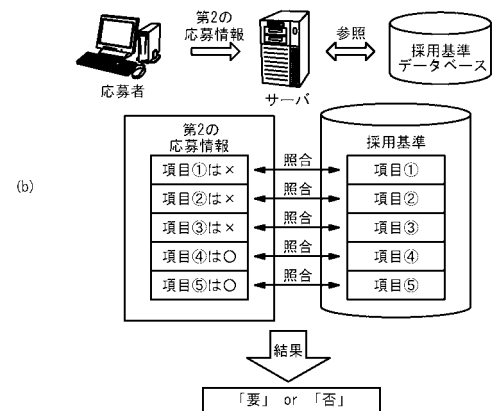 第2の
応募情報
参照
採用基準
データベース
応募者
サーバ
(b)
第2の
応募情報
採用基準
項目①は×
照合
項目①
項目②は×
照合
項目②
項目③は×
照合
項目③
項目④は○
照合
項目④
項目⑤は○
照合
項目⑤
結果
「要」 or 「否」